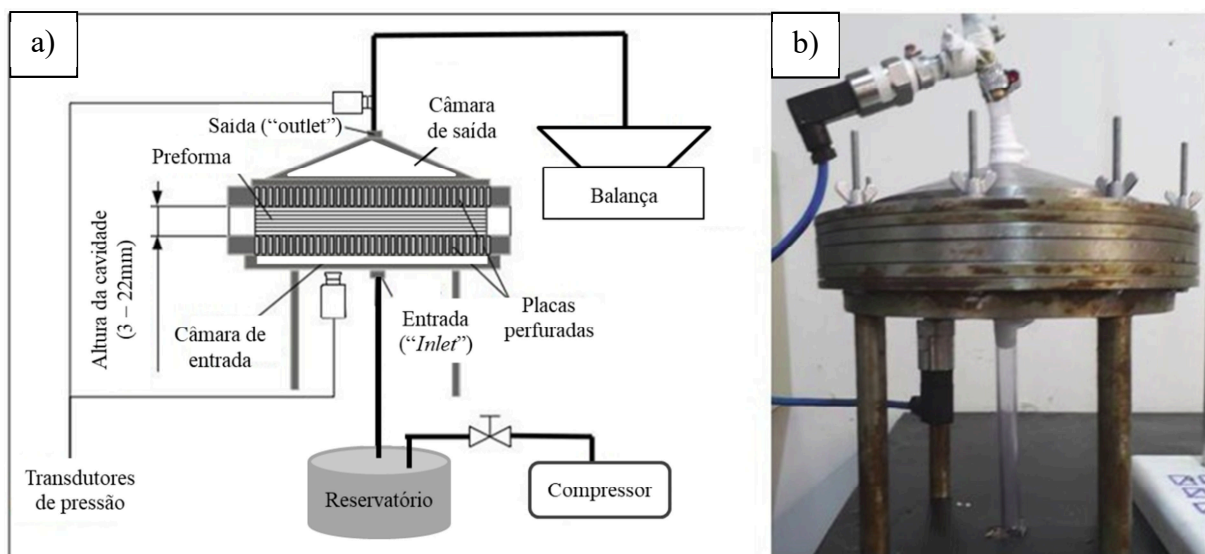 a)
b)
Câmara
de saída
Saída (“outlet”)
Preforma
Balança
Altura da cavidade
(3 – 22mm)
Câmara de
entrada
Entrada
(“Inlet”)
Placas
perfuradas
Transdutores
de pressão
Reservatório
Compressor